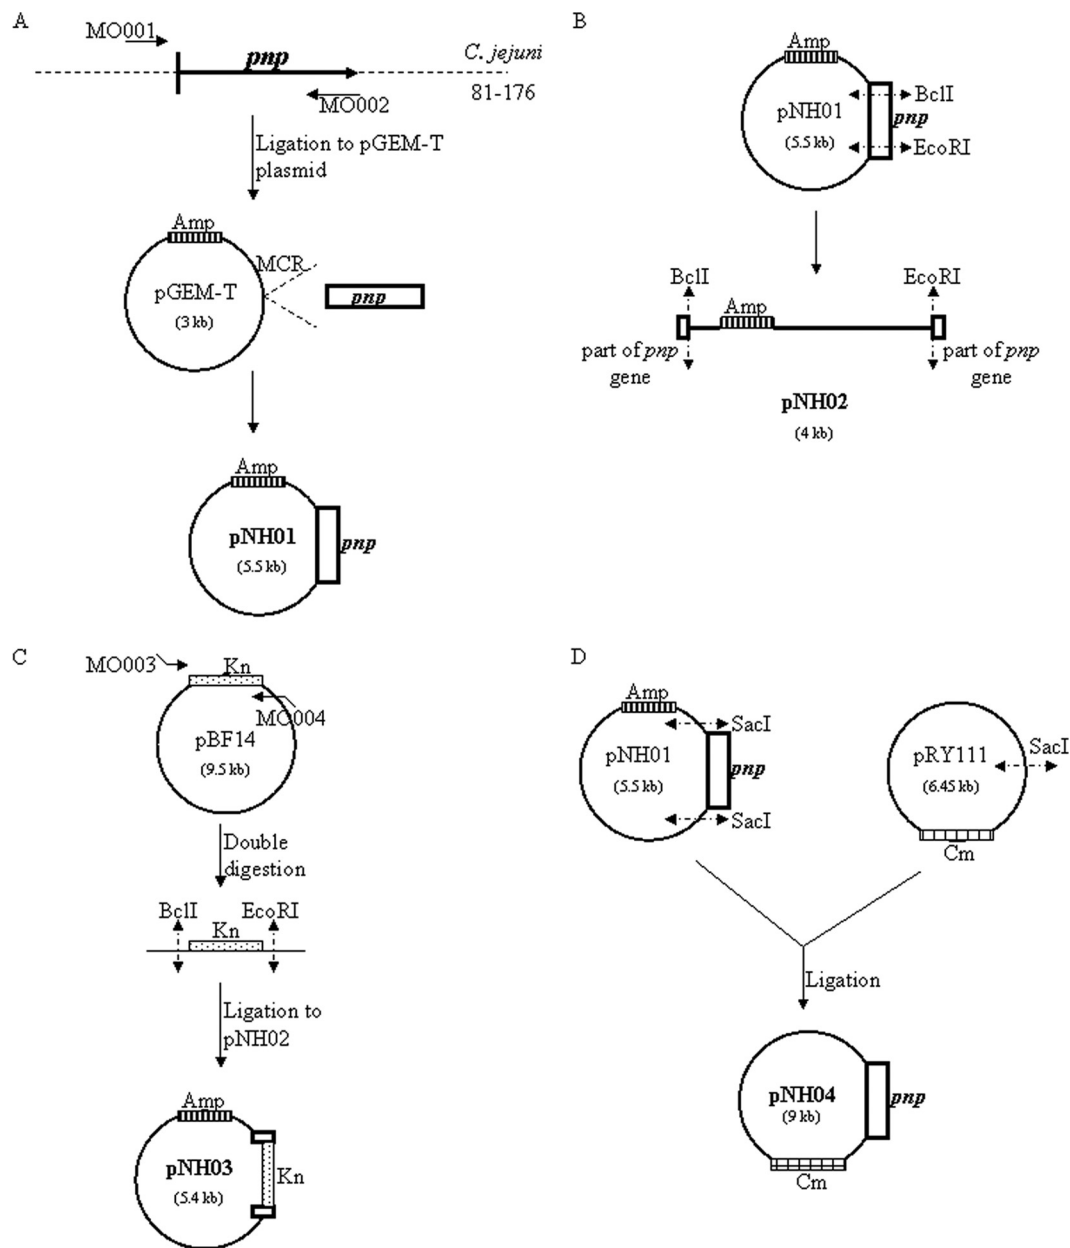 A
MO001
pnp
C. jejuni
MO002
81-176
Ligation to pGEM-T
plasmid
Amp
MCR
pGEM-T
(3 kb)
pnp
Amp
pNH01
(5.5 kb)
pnp
B
Amp
pNH01
(5.5 kb)
BclI
pnp
EcoRI
BclI
EcoRI
Amp
part of pnp
gene
part of pnp
gene
pNH02
(4 kb)
C
MO003
Kn
MO004
pBF14
(9.5 kb)
Double
digestion
BclI
EcoRI
Kn
Ligation to
pNH02
Amp
pNH03
(5.4 kb)
Kn
D
Amp
SacI
pNH01
(5.5 kb)
pnp
SacI
pRY111
(6.45 kb)
SacI
Cm
Ligation
pNH04
(9 kb)
pnp
Cm